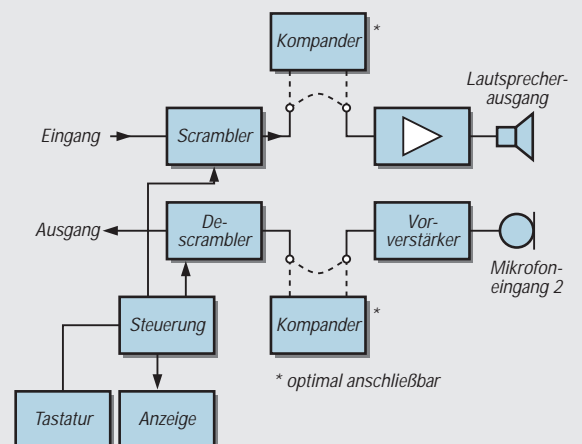 Kompander
*
Lautsprecher-
ausgang
Eingang
Scrambler
Ausgang
De-
scrambler
Vor-
verstärker
Mikrofon-
eingang 2
Steuerung
Kompander
*
* optimal anschließbar
Tastatur
Anzeige